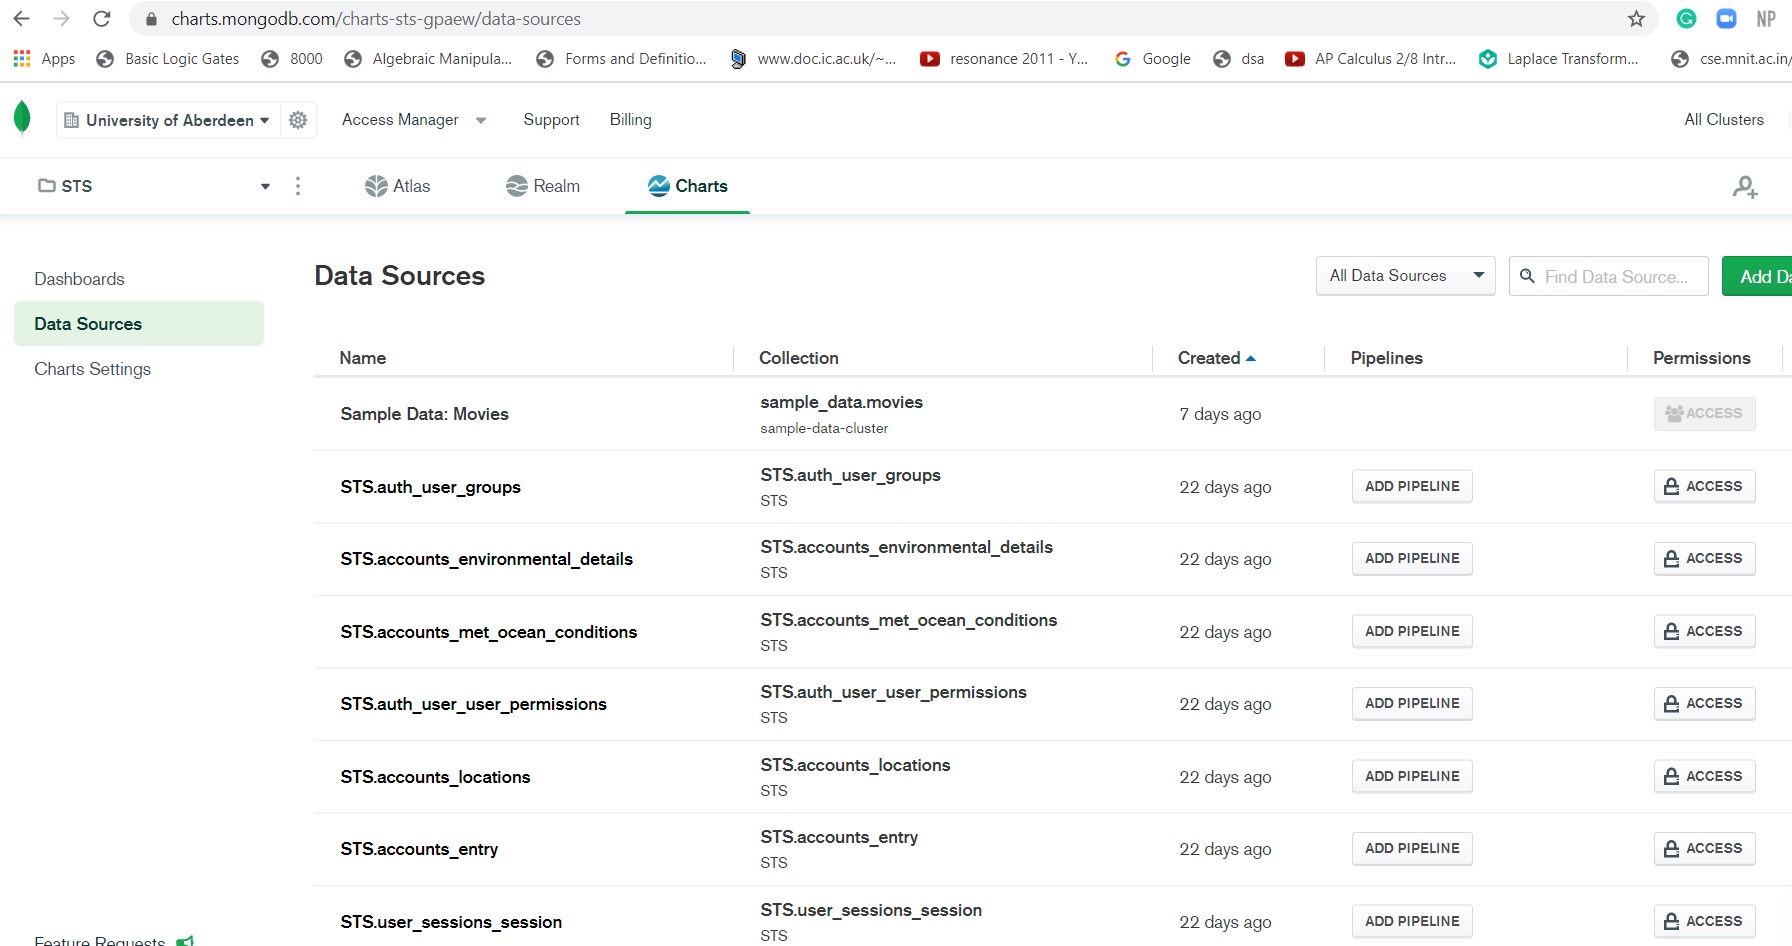 charts.mongodb.com/charts-sts-gpaew/data-sources
NP
Apps Basic Logic Gates 8000 Algebraic Manipula... Forms and Definitio... www.doc.ic.ac.uk/~... resonance 2011 - Y... Google dsa AP Calculus 2/8 Intr... Laplace Transform... cse.mnit.ac.in/
University of Aberdeen Access Manager Support Billing All Clusters
STS Atlas Realm Charts
Dashboards
Data Sources
Charts Settings
Feature Requests
Data Sources All Data Sources Find Data Source... Add Da
Name Collection Created Pipelines Permissions
Sample Data: Movies sample_data.movies 7 days ago ACCESS
sample-data-cluster
STS.auth_user_groups STS.auth_user_groups 22 days ago ADD PIPELINE ACCESS
STS
STS.accounts_environmental_details STS.accounts_environmental_details 22 days ago ADD PIPELINE ACCESS
STS
STS.accounts_met_ocean_conditions STS.accounts_met_ocean_conditions 22 days ago ADD PIPELINE ACCESS
STS
STS.auth_user_user_permissions STS.auth_user_user_permissions 22 days ago ADD PIPELINE ACCESS
STS
STS.accounts_locations STS.accounts_locations 22 days ago ADD PIPELINE ACCESS
STS
STS.accounts_entry STS.accounts_entry 22 days ago ADD PIPELINE ACCESS
STS
STS.user_sessions_session STS.user_sessions_session 22 days ago ADD PIPELINE ACCESS
STS